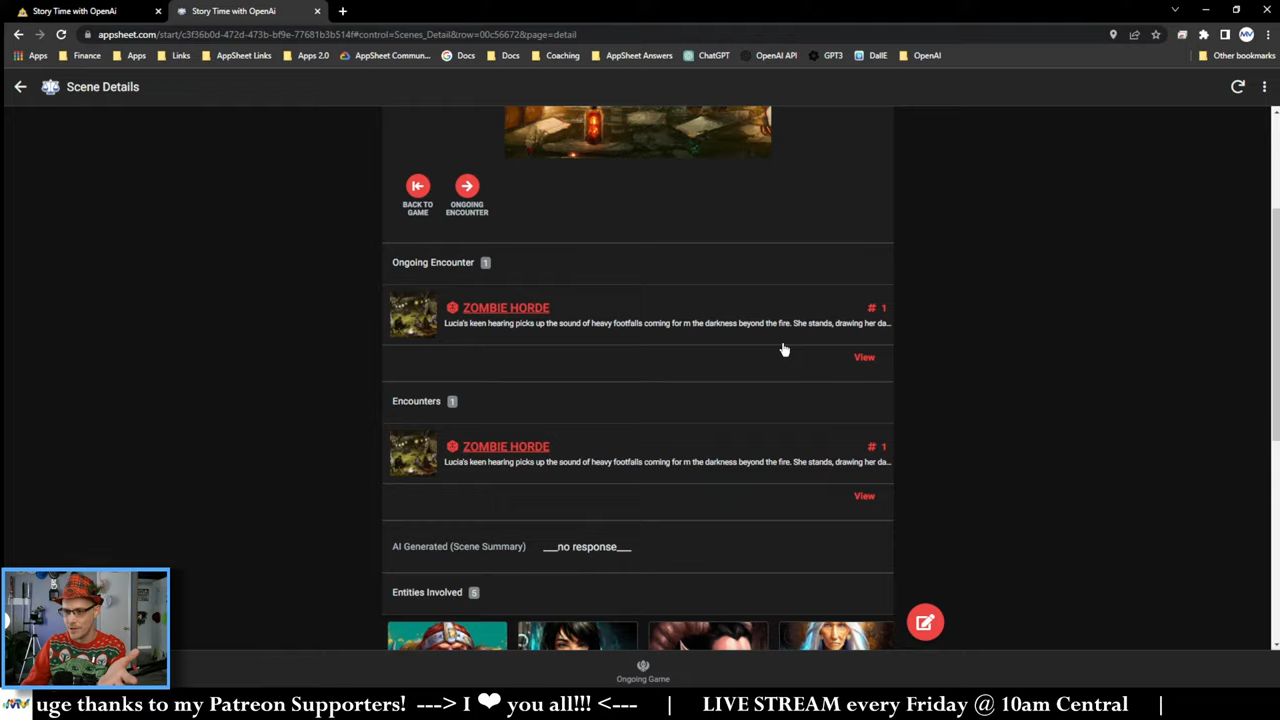 Story Time with OpenAi
Story Time with OpenAi
appsheet.com/start/c3f36b0d-472d-473b-bf9e-77681b3b514f#control=Scenes_Detail&row=00c56672&page=detail
Apps
Finance
Apps
Links
AppSheet Links
Apps 2.0
AppSheet Commun...
Docs
Docs
Coaching
AppSheet Answers
ChatGPT
OpenAI API
GPT3
DallE
OpenAI
Other bookmarks
Scene Details
BACK TO GAME
ONGOING ENCOUNTER
Ongoing Encounter 1
ZOMBIE HORDE # 1
Lucia's keen hearing picks up the sound of heavy footfalls coming for m the darkness beyond the fire. She stands, drawing her da...
View
Encounters 1
ZOMBIE HORDE # 1
Lucia's keen hearing picks up the sound of heavy footfalls coming for m the darkness beyond the fire. She stands, drawing her da...
View
AI Generated (Scene Summary) ___no response___
Entities Involved 5
Ongoing Game
MV uge thanks to my Patreon Supporters! ---> I ❤ you all!!! <--- | LIVE STREAM every Friday @ 10am Central |